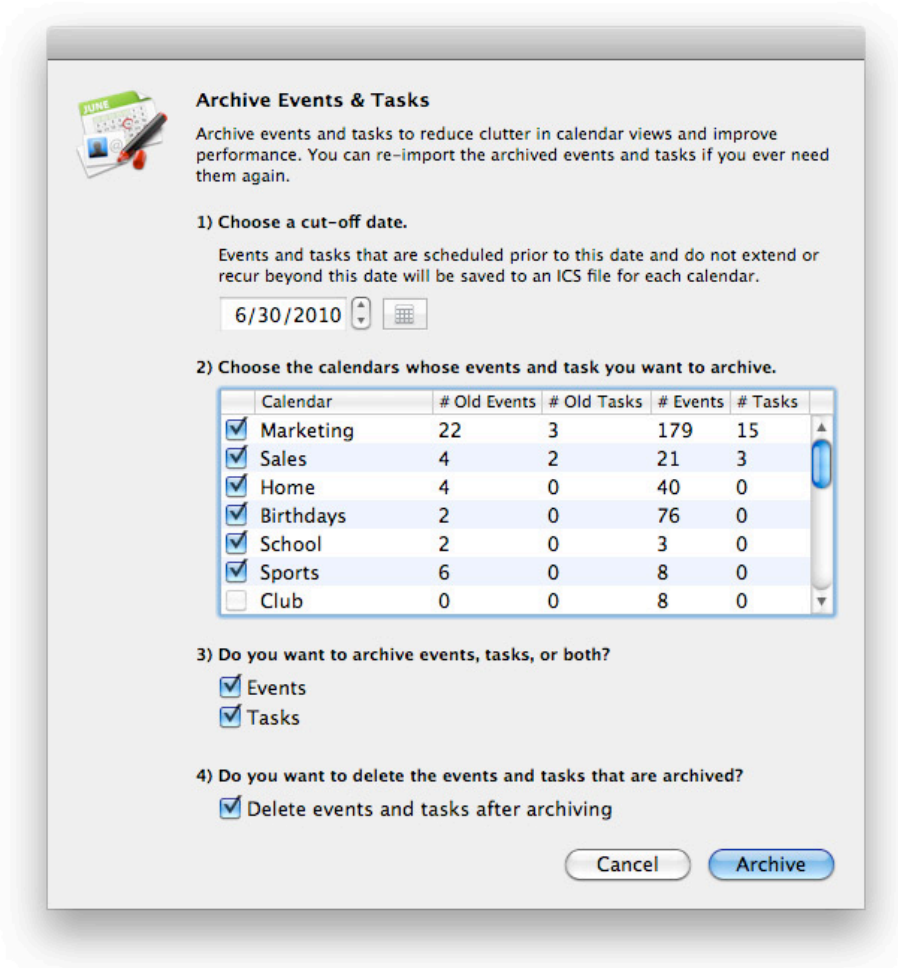 JUNE
Archive Events & Tasks
Archive events and tasks to reduce clutter in calendar views and improve
performance. You can re-import the archived events and tasks if you ever need
them again.
1) Choose a cut-off date.
Events and tasks that are scheduled prior to this date and do not extend or
recur beyond this date will be saved to an ICS file for each calendar.
6/30/2010
2) Choose the calendars whose events and task you want to archive.
Calendar # Old Events # Old Tasks # Events # Tasks
Marketing 22 3 179 15
Sales 4 2 21 3
Home 4 0 40 0
Birthdays 2 0 76 0
School 2 0 3 0
Sports 6 0 8 0
Club 0 0 8 0
3) Do you want to archive events, tasks, or both?
Events
Tasks
4) Do you want to delete the events and tasks that are archived?
Delete events and tasks after archiving
Cancel Archive